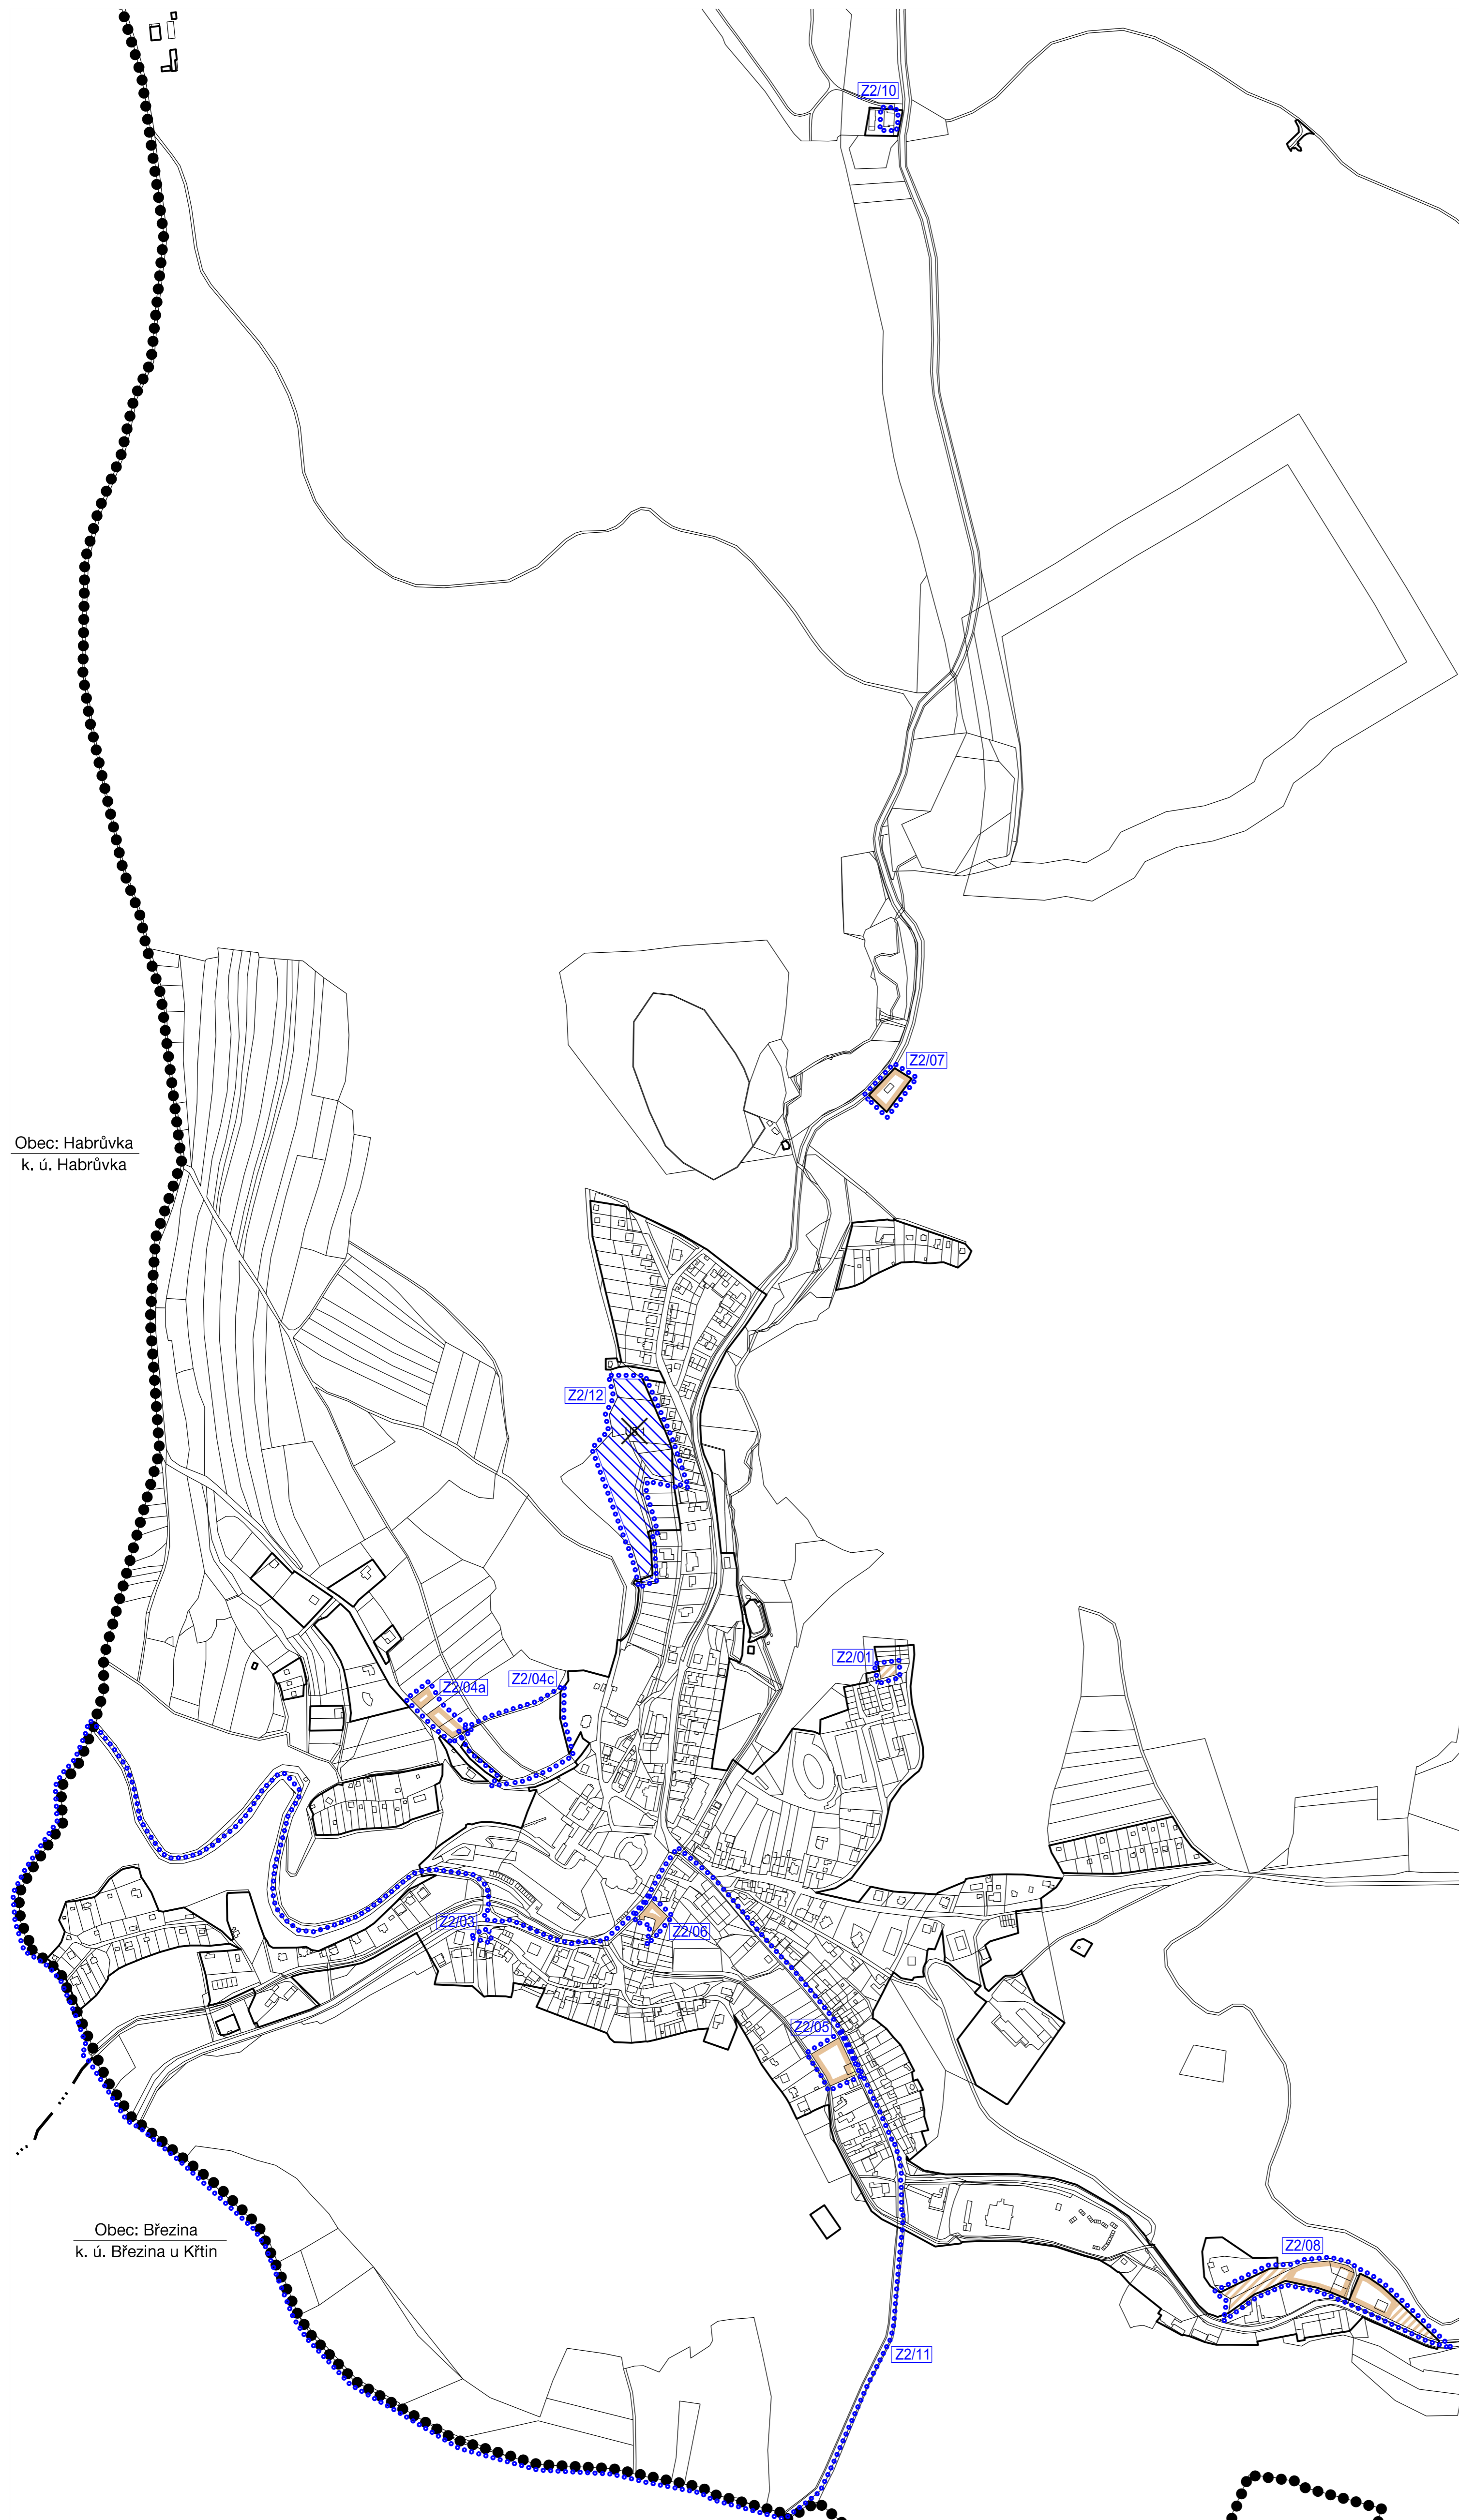 Z2/10
Z2/07
Obec: Habrůvka
k. ú. Habrůvka
Z2/12
Z2/01
Z2/04c
Z2/04a
Z2/03
Z2/06
Z2/05
Obec: Březina
k. ú. Březina u Křtin
Z2/08
Z2/11